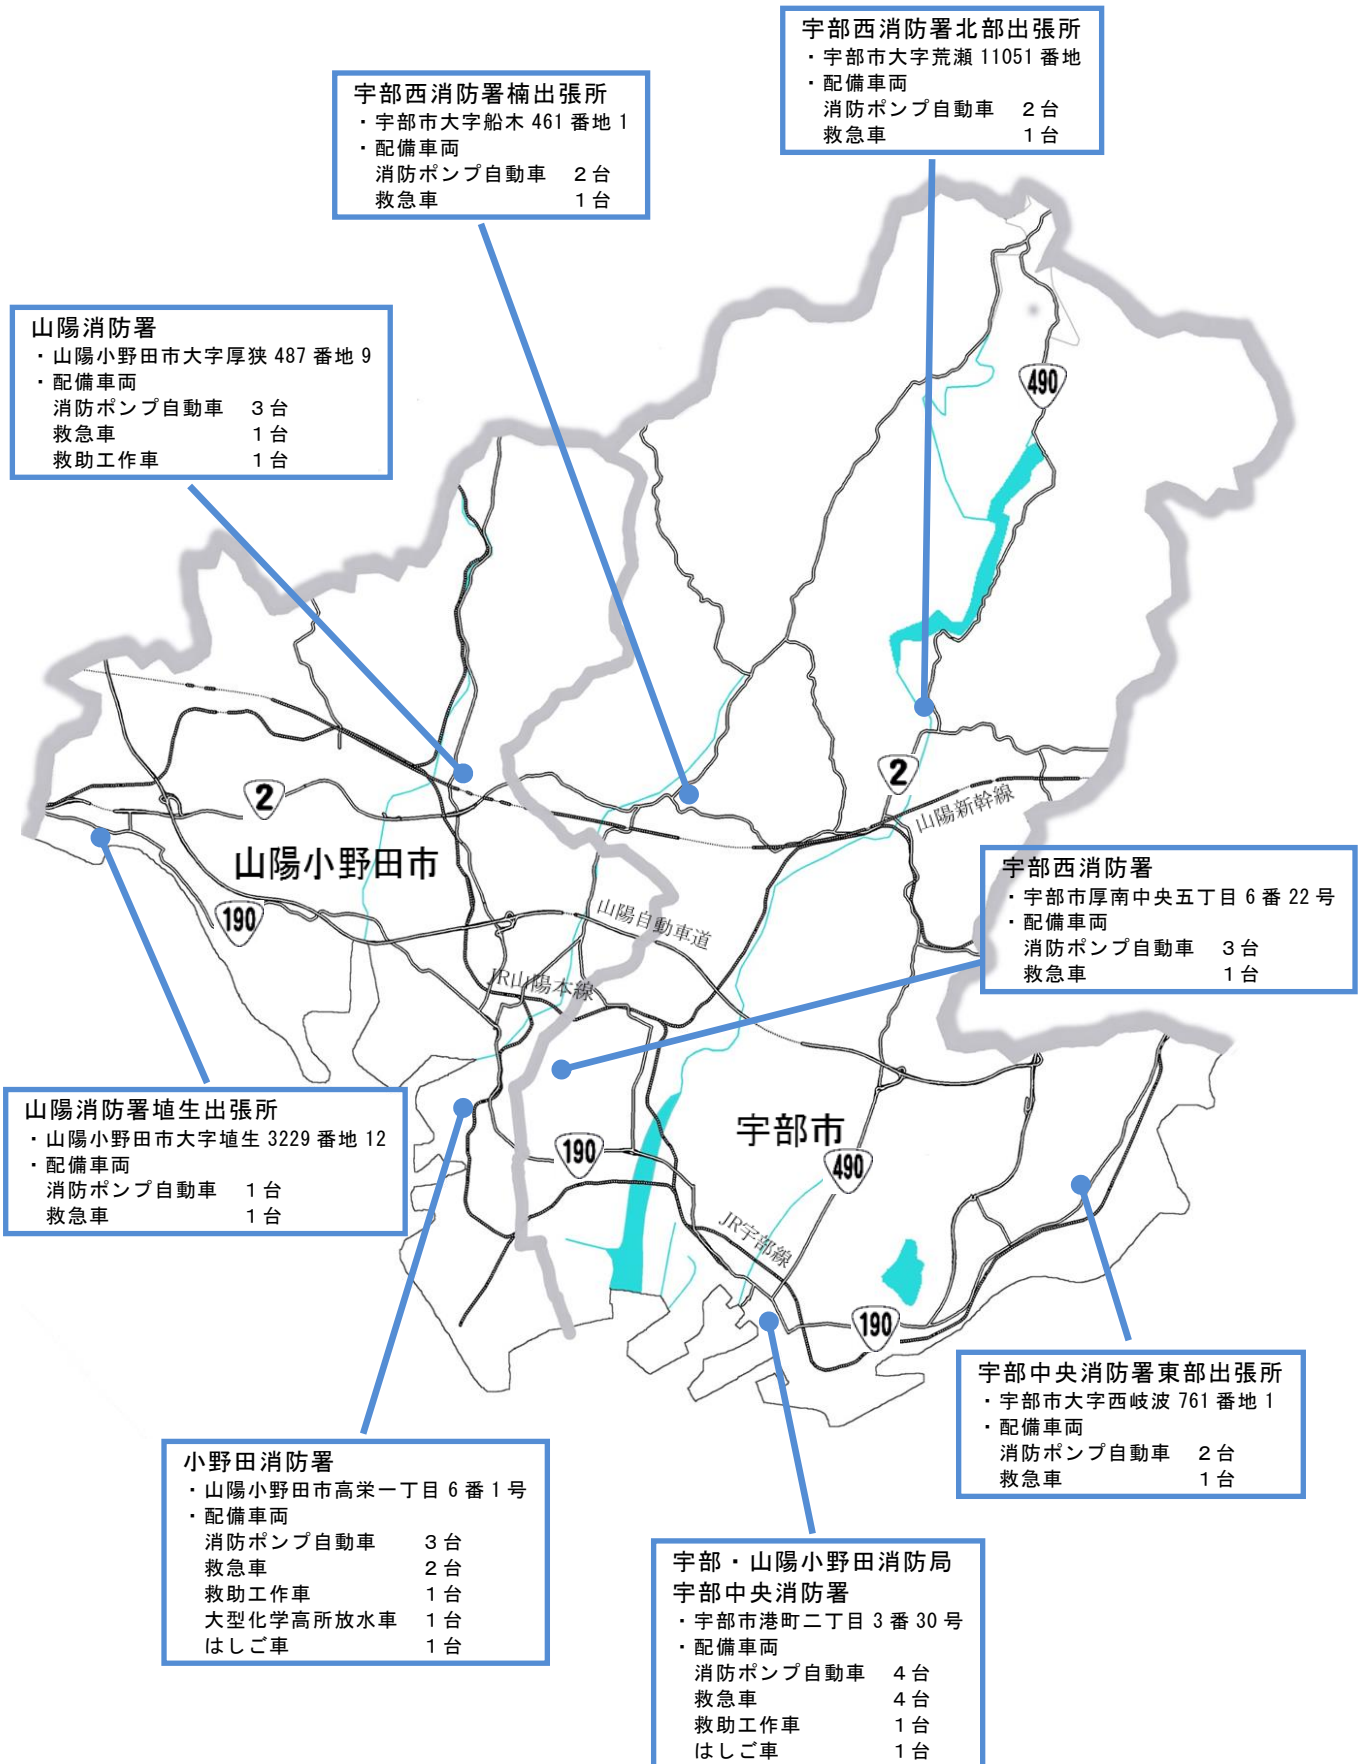 宇部西消防署北部出張所
・宇部市大字荒瀬 11051 番地
・配備車両
消防ポンプ自動車　２台
救急車　１台
宇部西消防署楠出張所
・宇部市大字船木 461 番地 1
・配備車両
消防ポンプ自動車　２台
救急車　１台
山陽消防署
・山陽小野田市大字厚狭 487 番地 9
・配備車両
消防ポンプ自動車　３台
救急車　１台
救助工作車　１台
490
2
2
山陽新幹線
山陽小野田市
190
山陽自動車道
JR山陽本線
宇部西消防署
・宇部市厚南中央五丁目 6 番 22 号
・配備車両
消防ポンプ自動車　３台
救急車　１台
山陽消防署埴生出張所
・山陽小野田市大字埴生 3229 番地 12
・配備車両
消防ポンプ自動車　１台
救急車　１台
宇部市
190
490
JR宇部線
190
宇部中央消防署東部出張所
・宇部市大字西岐波 761 番地 1
・配備車両
消防ポンプ自動車　２台
救急車　１台
小野田消防署
・山陽小野田市高栄一丁目 6 番 1 号
・配備車両
消防ポンプ自動車　３台
救急車　２台
救助工作車　１台
大型化学高所放水車　１台
はしご車　１台
宇部・山陽小野田消防局
宇部中央消防署
・宇部市港町二丁目 3 番 30 号
・配備車両
消防ポンプ自動車　４台
救急車　４台
救助工作車　１台
はしご車　１台